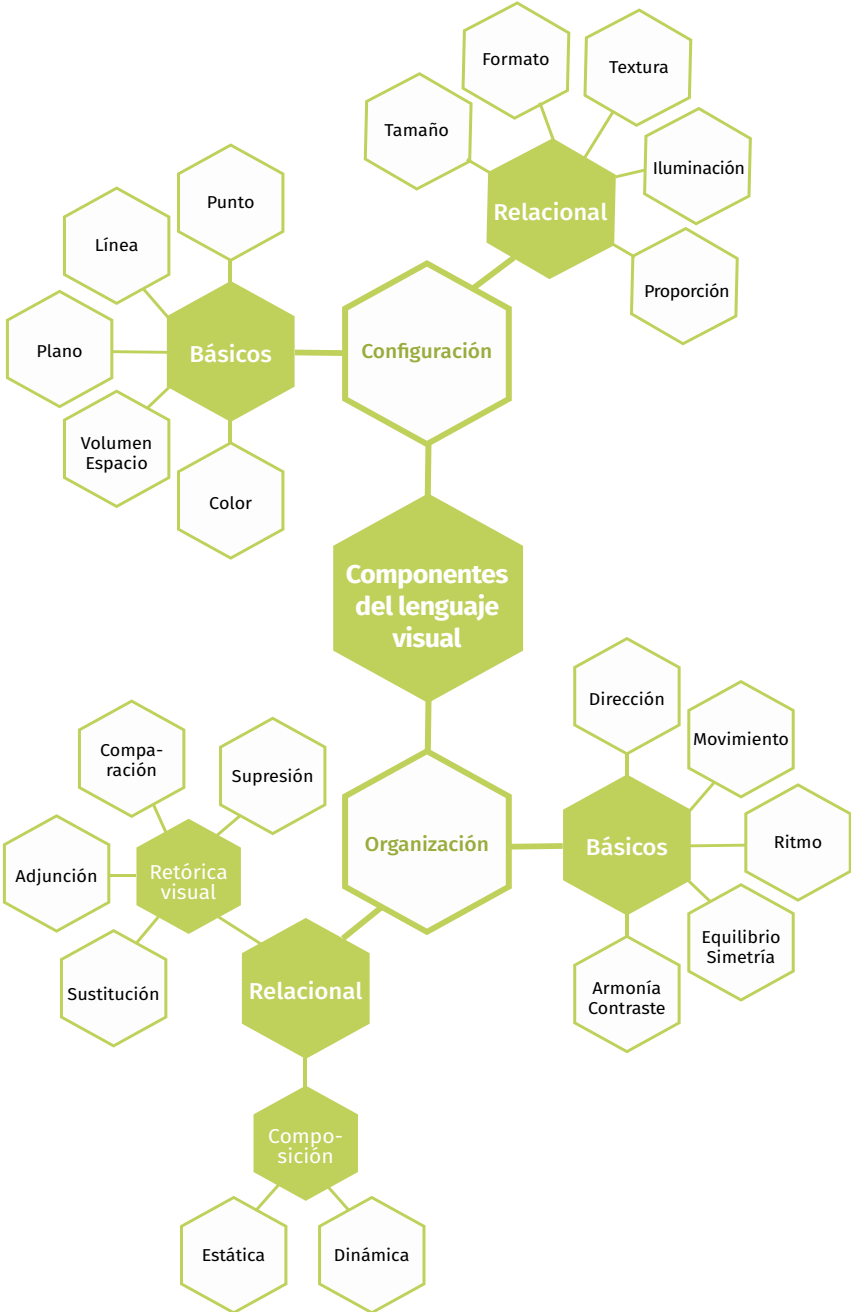 Formato
Textura
Tamaño
Iluminación
Relacional
Proporción
Punto
Línea
Plano
Básicos
Volumen
Espacio
Color
Configuración
Componentes
del lenguaje
visual
Organización
Dirección
Movimiento
Básicos
Ritmo
Equilibrio
Simetría
Armonía
Contraste
Compa-
ración
Supresión
Adjunción
Retórica
visual
Sustitución
Relacional
Compo-
sición
Estática
Dinámica